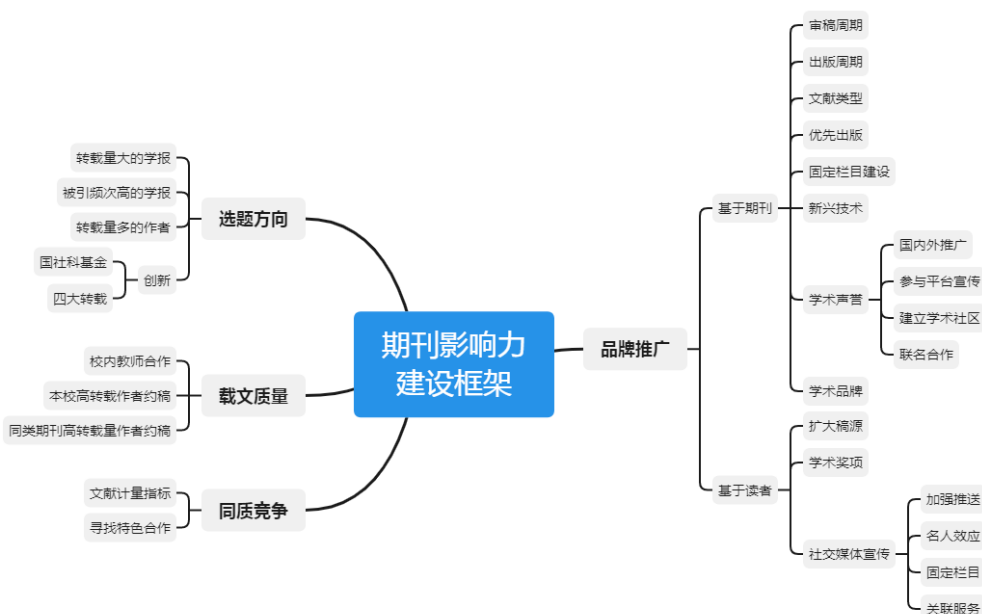 期刊影响力
建设框架
选题方向
转载量大的学报
被引频次高的学报
转载量多的作者
创新
国社科基金
四大转载
载文质量
校内教师合作
本校高转载作者约稿
同类期刊高转载量作者约稿
同质竞争
文献计量指标
寻找特色合作
品牌推广
基于期刊
审稿周期
出版周期
文献类型
优先出版
固定栏目建设
新兴技术
学术声誉
国内外推广
参与平台宣传
建立学术社区
联名合作
学术品牌
基于读者
扩大稿源
学术奖项
社交媒体宣传
加强推送
名人效应
固定栏目
关联服务